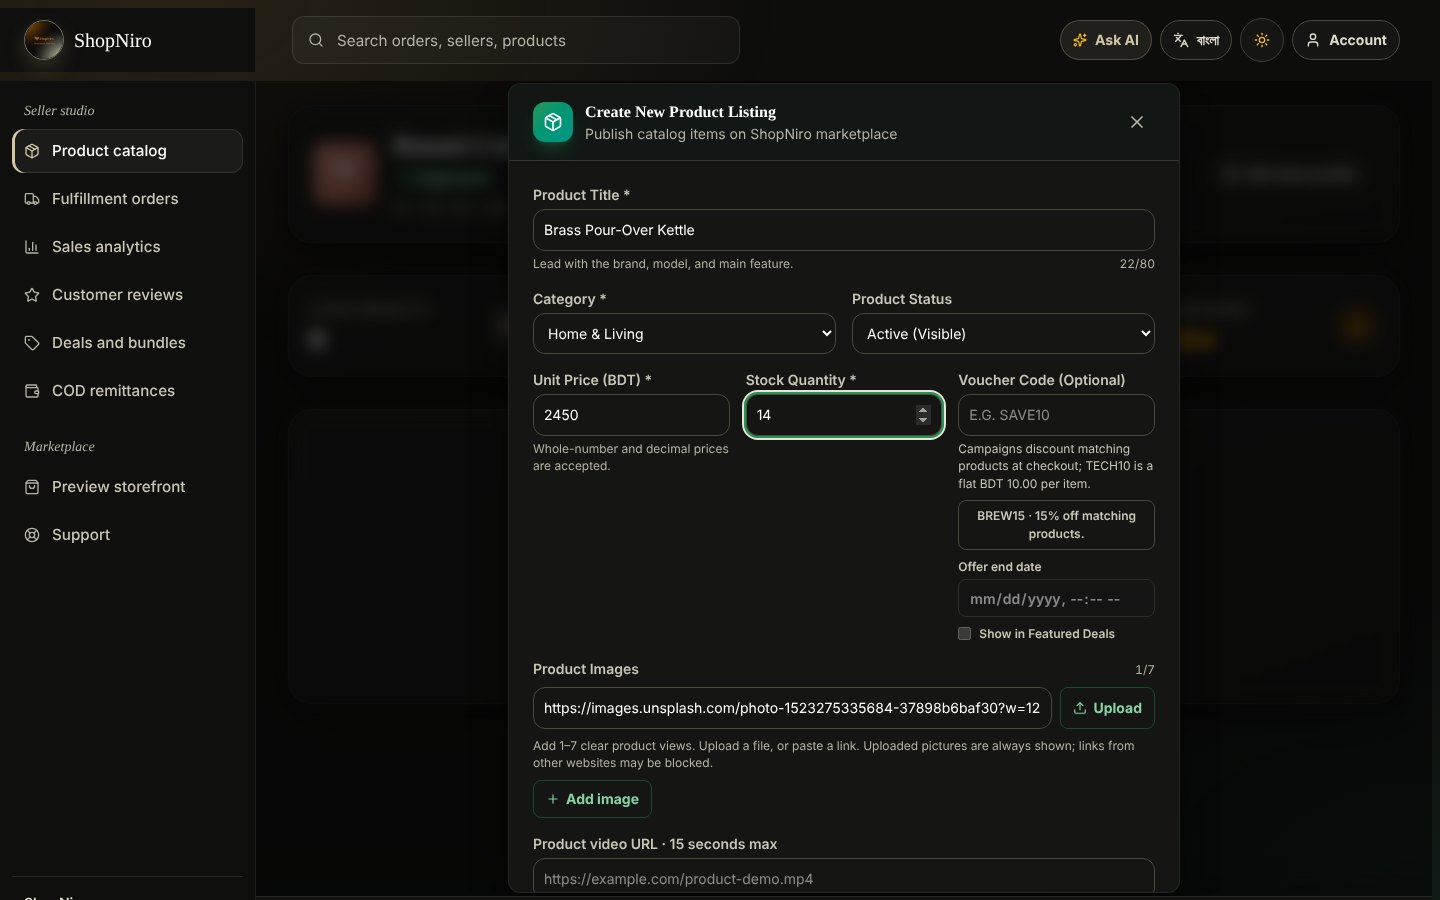 ShopNiro
Search orders, sellers, products
Ask AI
বাংলা
Account
Seller studio
Product catalog
Fulfillment orders
Sales analytics
Customer reviews
Deals and bundles
COD remittances
Marketplace
Preview storefront
Support
Create New Product Listing
Publish catalog items on ShopNiro marketplace
Product Title *
Brass Pour-Over Kettle
Lead with the brand, model, and main feature.
22/80
Category *
Product Status
Home & Living
Active (Visible)
Unit Price (BDT) *
Stock Quantity *
Voucher Code (Optional)
2450
14
E.G. SAVE10
Whole-number and decimal prices
are accepted.
Campaigns discount matching
products at checkout; TECH10 is a
flat BDT 10.00 per item.
BREW15 · 15% off matching
products.
Offer end date
mm/dd/yyyy, --:-- --
Show in Featured Deals
Product Images
1/7
https://images.unsplash.com/photo-1523275335684-37898b6baf30?w=12
Upload
Add 1–7 clear product views. Upload a file, or paste a link. Uploaded pictures are always shown; links from
other websites may be blocked.
Add image
Product video URL · 15 seconds max
https://example.com/product-demo.mp4